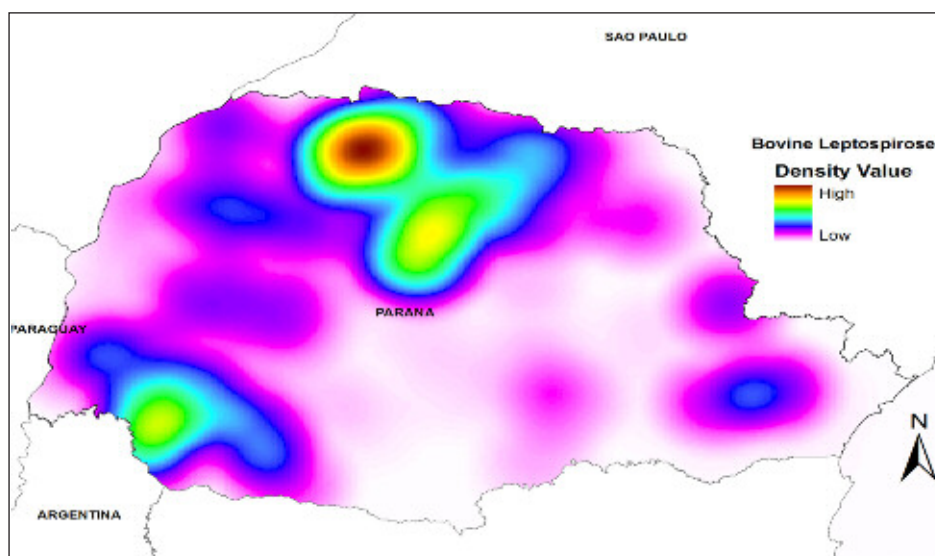 SAO PAULO
Bovine Leptospirose
Density Value
High
Low
PARANA
PARAGUAY
N
ARGENTINA